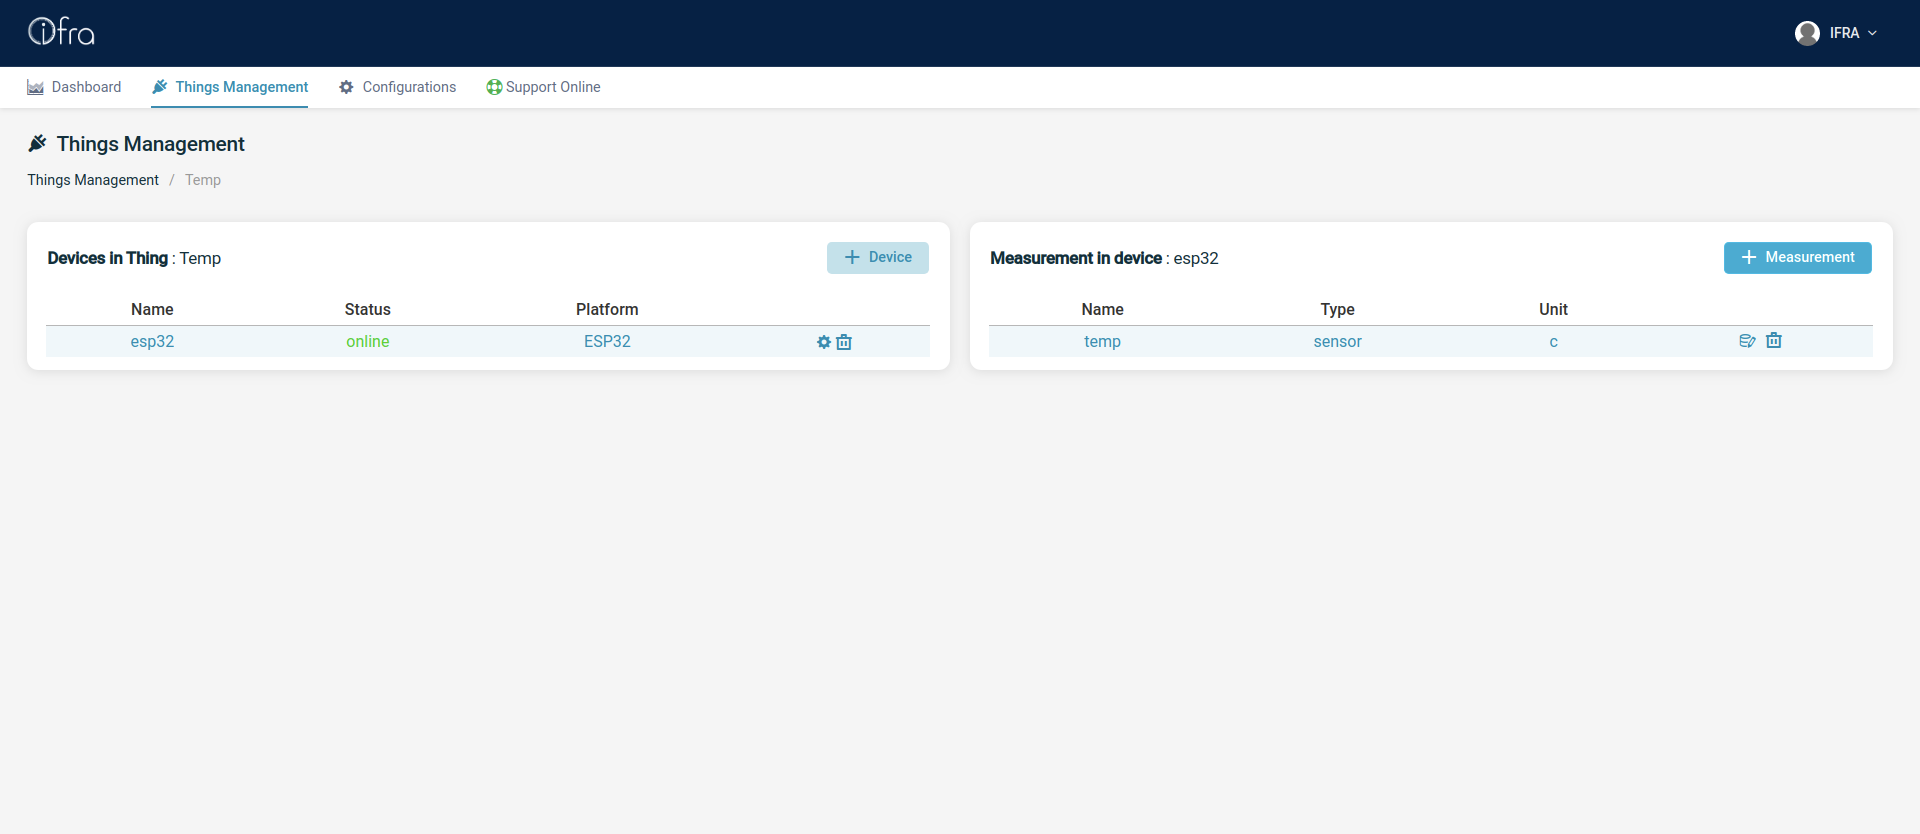 ifra
IFRA
Dashboard Things Management Configurations Support Online
Things Management
Things Management / Temp
Devices in Thing : Temp
+ Device
Name Status Platform
esp32 online ESP32
Measurement in device : esp32
+ Measurement
Name Type Unit
temp sensor c